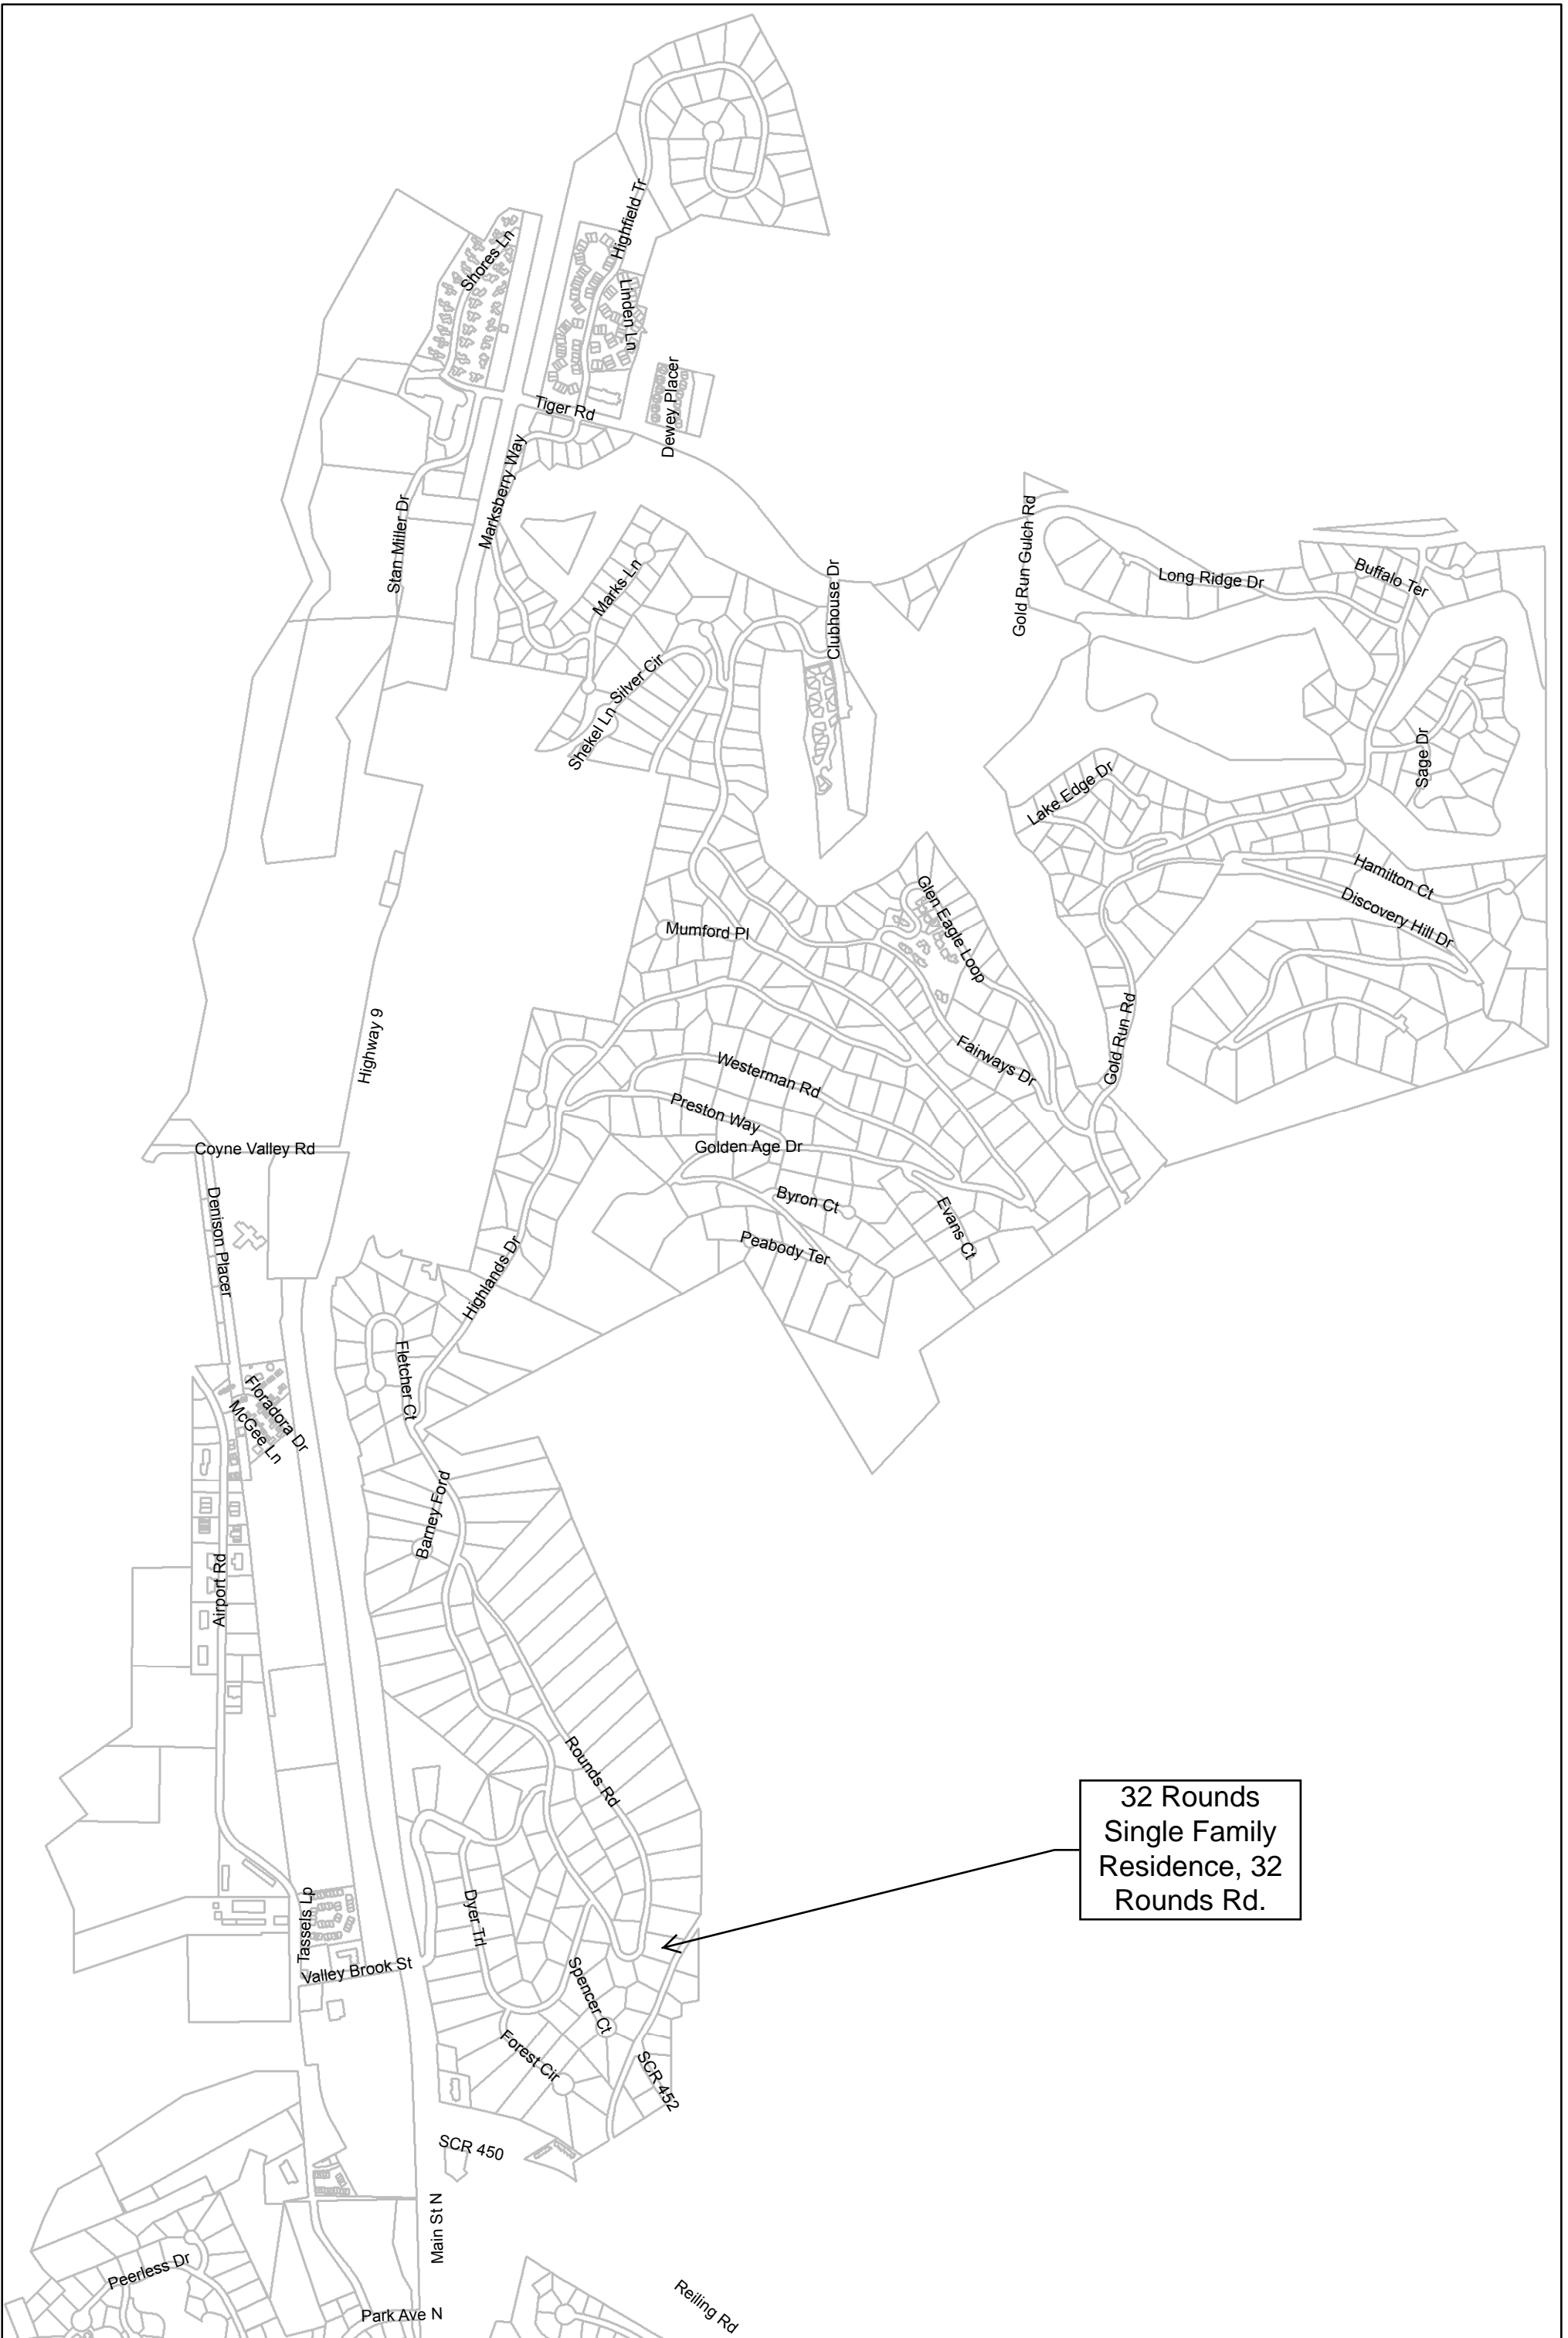 Highfield Tr
Shores Ln
Linden Ln
Dewey Placer
Tiger Rd
Marksberry Way
Stan Miller Dr
Gold Run Gulch Rd
Clubhouse Dr
Marks Ln
Long Ridge Dr
Buffalo Ter
Silver Cir
Shekel Ln
Sage Dr
Lake Edge Dr
Hamilton Ct
Discovery Hill Dr
Glen Eagle Loop
Mumford Pl
Gold Run Rd
Highway 9
Fairways Dr
Westerman Rd
Preston Way
Golden Age Dr
Coyne Valley Rd
Byron Ct
Evans Ct
Denison Placer
Peabody Ter
Highlands Dr
Fletcher Ct
Floradora Dr
McGee Ln
Barney Ford
Airport Rd
Rounds Rd
32 Rounds
Single Family
Residence, 32
Rounds Rd.
Tassels Lp
Dyer Trl
Valley Brook St
Spencer Ct
Forest Cir
SCR 452
SCR 450
Main St N
Peerless Dr
Park Ave N
Reiling Rd